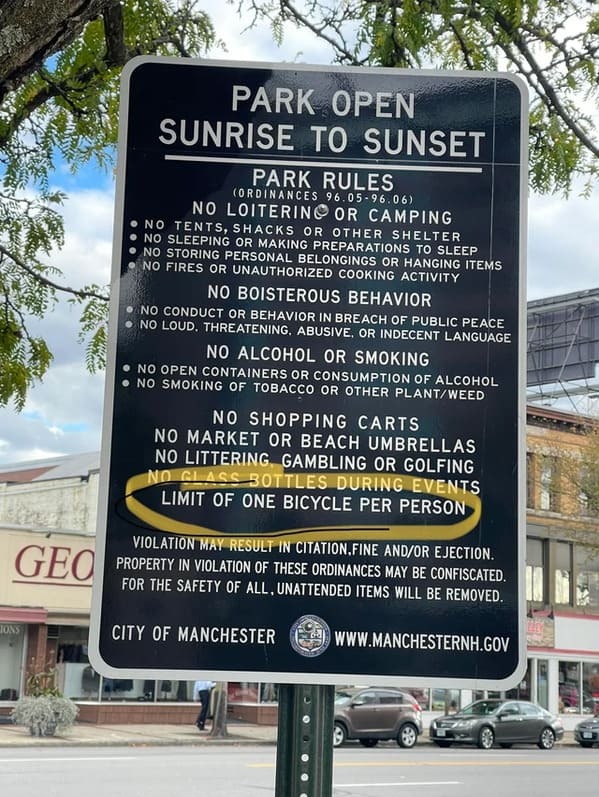 PARK OPEN
SUNRISE TO SUNSET
PARK RULES
(ORDINANCES 96.05-96.06)
NO LOITERING OR CAMPING
• NO TENTS, SHACKS OR OTHER SHELTER
• NO SLEEPING OR MAKING PREPARATIONS TO SLEEP
• NO STORING PERSONAL BELONGINGS OR HANGING ITEMS
• NO FIRES OR UNAUTHORIZED COOKING ACTIVITY
NO BOISTEROUS BEHAVIOR
• NO CONDUCT OR BEHAVIOR IN BREACH OF PUBLIC PEACE
• NO LOUD, THREATENING, ABUSIVE, OR INDECENT LANGUAGE
NO ALCOHOL OR SMOKING
• NO OPEN CONTAINERS OR CONSUMPTION OF ALCOHOL
• NO SMOKING OF TOBACCO OR OTHER PLANT/WEED
NO SHOPPING CARTS
NO MARKET OR BEACH UMBRELLAS
NO LITTERING, GAMBLING OR GOLFING
NO GLASS BOTTLES DURING EVENTS
LIMIT OF ONE BICYCLE PER PERSON
VIOLATION MAY RESULT IN CITATION,FINE AND/OR EJECTION.
PROPERTY IN VIOLATION OF THESE ORDINANCES MAY BE CONFISCATED.
FOR THE SAFETY OF ALL, UNATTENDED ITEMS WILL BE REMOVED.
CITY OF MANCHESTER WWW.MANCHESTERNH.GOV
GEO